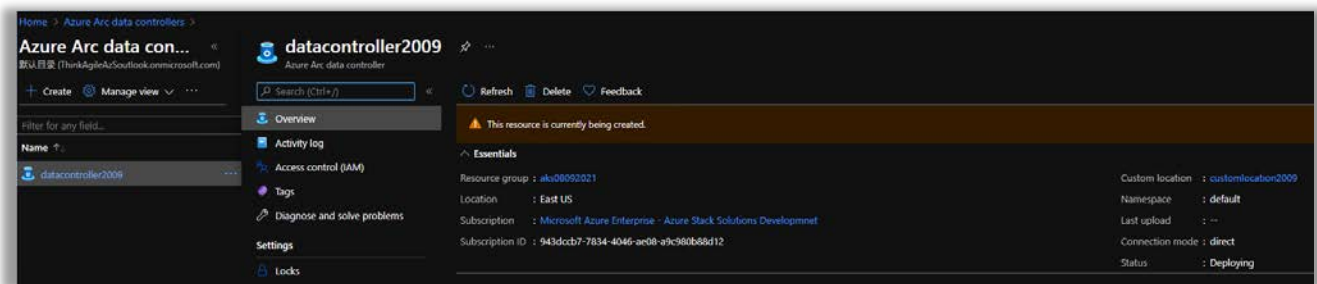 Home > Azure Arc data controllers >
Azure Arc data con... «
默认目录 (ThinkAgileAzSoutlook.onmicrosoft.com)
+ Create Manage view ···
Filter for any field...
Name ↑↓
datacontroller2009 ···
datacontroller2009 ···
Azure Arc data controller
Search (Ctrl+/) «
Overview
Activity log
Access control (IAM)
Tags
Diagnose and solve problems
Settings
Locks
Refresh Delete Feedback
This resource is currently being created.
Essentials
Resource group : aks08092021
Location : East US
Subscription : Microsoft Azure Enterprise - Azure Stack Solutions Developmnet
Subscription ID : 943dccb7-7834-4046-ae08-a9c980b88d12
Custom location : customlocation2009
Namespace : default
Last upload : --
Connection mode : direct
Status : Deploying